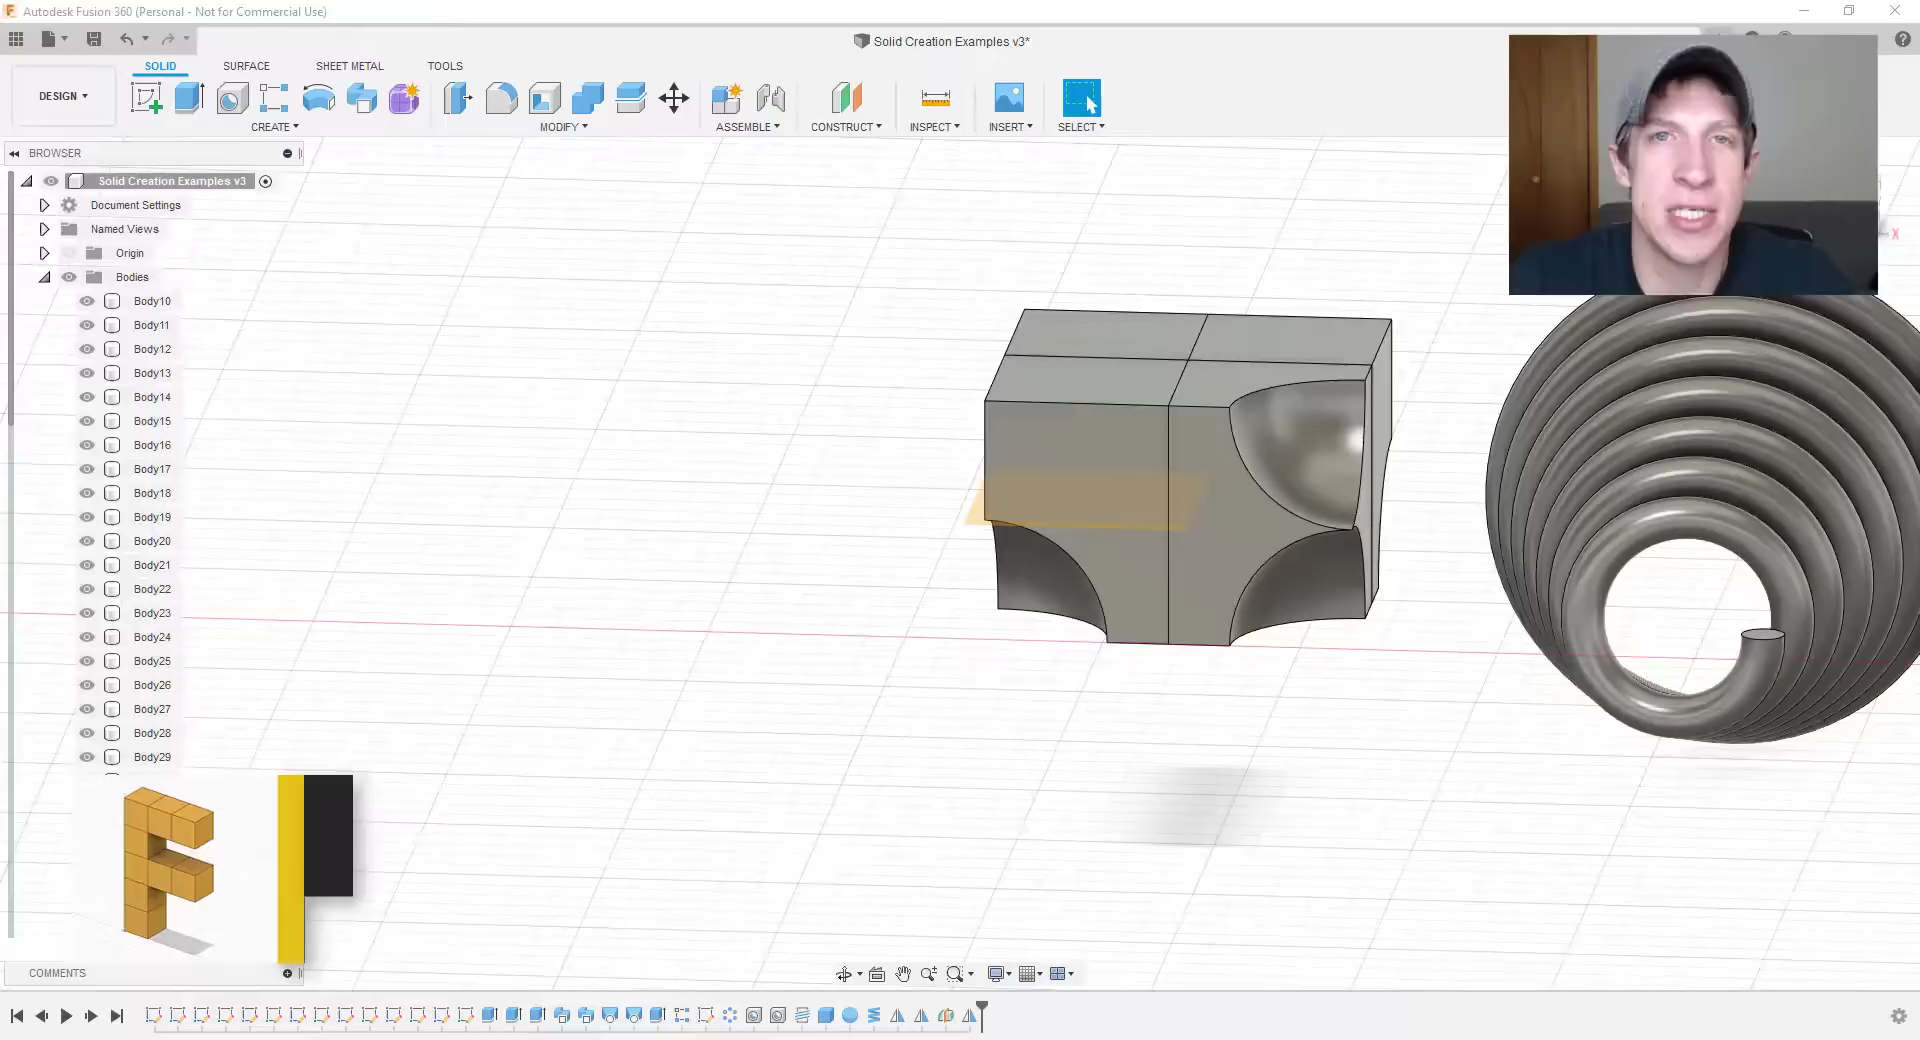 Autodesk Fusion 360 (Personal - Not for Commercial Use)
Solid Creation Examples v3*
SOLID SURFACE SHEET METAL TOOLS
DESIGN
CREATE MODIFY ASSEMBLE CONSTRUCT INSPECT INSERT SELECT
BROWSER
Solid Creation Examples v3
Document Settings
Named Views
Origin
Bodies
Body10
Body11
Body12
Body13
Body14
Body15
Body16
Body17
Body18
Body19
Body20
Body21
Body22
Body23
Body24
Body25
Body26
Body27
Body28
Body29
X
COMMENTS